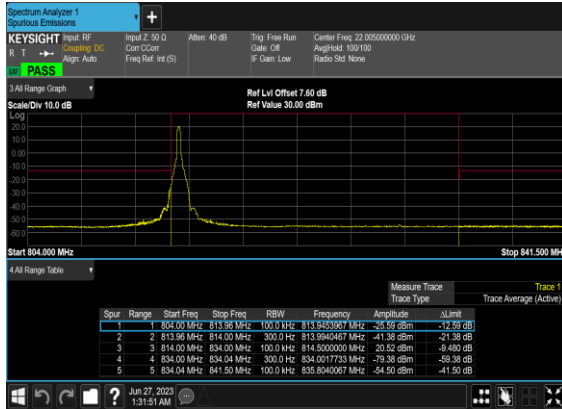 Spectrum Analyzer 1
Spurious Emissions
KEYSIGHT Input: RF Input Z: 50 Ω Atten: 40 dB Trig: Free Run Center Freq: 22.005000000 GHz
R T Coupling: DC Corr CCorr Gate: Off Avg|Hold: 100/100
Align: Auto Freq Ref: Int (S) IF Gain: Low Radio Std: None
LXI PASS
3 All Range Graph Ref Lvl Offset 7.60 dB
Scale/Div 10.0 dB Ref Value 30.00 dBm
Log
20.0
10.0
0.00
-10.0
-20.0
-30.0
-40.0
-50.0
-60.0
Start 804.000 MHz Stop 841.500 MH
4 All Range Table
Measure Trace Trace 1
Trace Type Trace Average (Active)
Spur Range Start Freq Stop Freq RBW Frequency Amplitude ΔLimit
1 1 804.00 MHz 813.96 MHz 100.0 kHz 813.9453967 MHz -25.59 dBm -12.59 dB
2 2 813.96 MHz 814.00 MHz 300.0 Hz 813.9940467 MHz -41.38 dBm -21.38 dB
3 3 814.00 MHz 834.00 MHz 100.0 kHz 814.5000000 MHz 20.52 dBm -9.480 dB
4 4 834.00 MHz 834.04 MHz 300.0 Hz 834.0017733 MHz -79.38 dBm -59.38 dB
5 5 834.04 MHz 841.50 MHz 100.0 kHz 835.8040067 MHz -54.50 dBm -41.50 dB
? Jun 27, 2023
1:31:51 AM